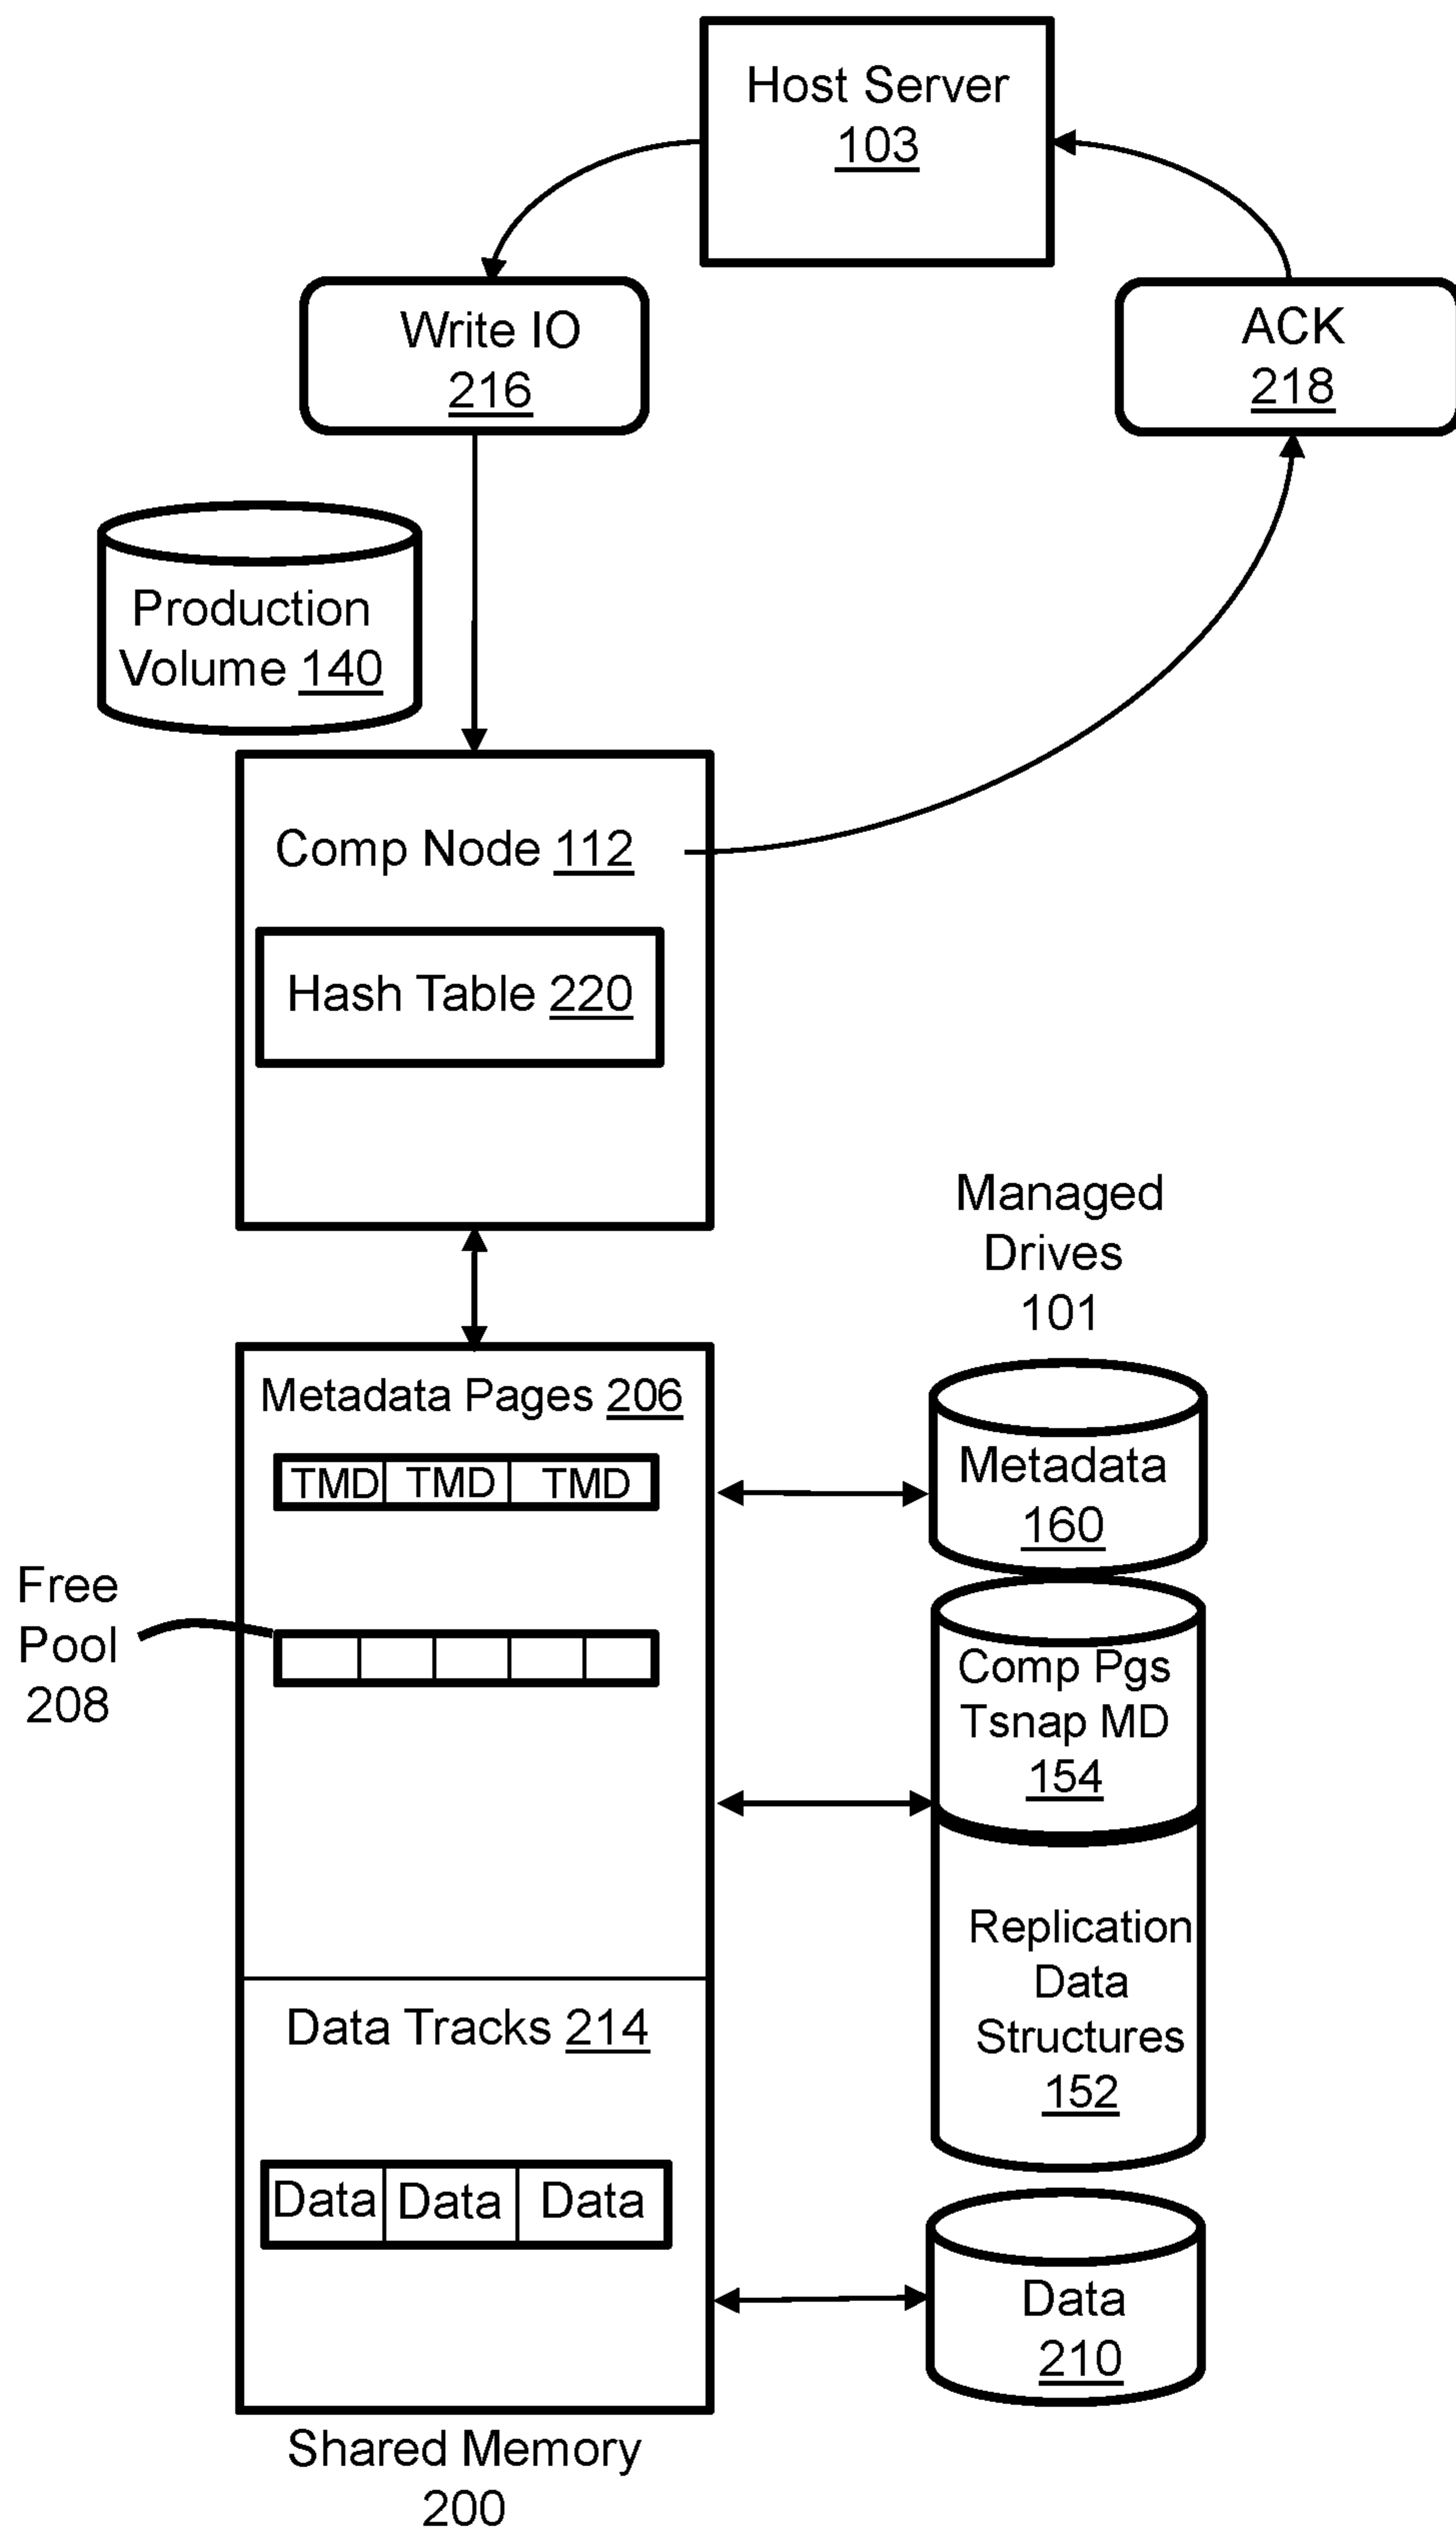 Host Server
103
Write IO
216
ACK
218
Production
Volume 140
Comp Node 112
Hash Table 220
Managed
Drives
101
Metadata Pages 206
TMD TMD TMD
Metadata
160
Free
Pool
208
Comp Pgs
Tsnap MD
154
Replication
Data
Structures
152
Data Tracks 214
Data Data Data
Data
210
Shared Memory
200